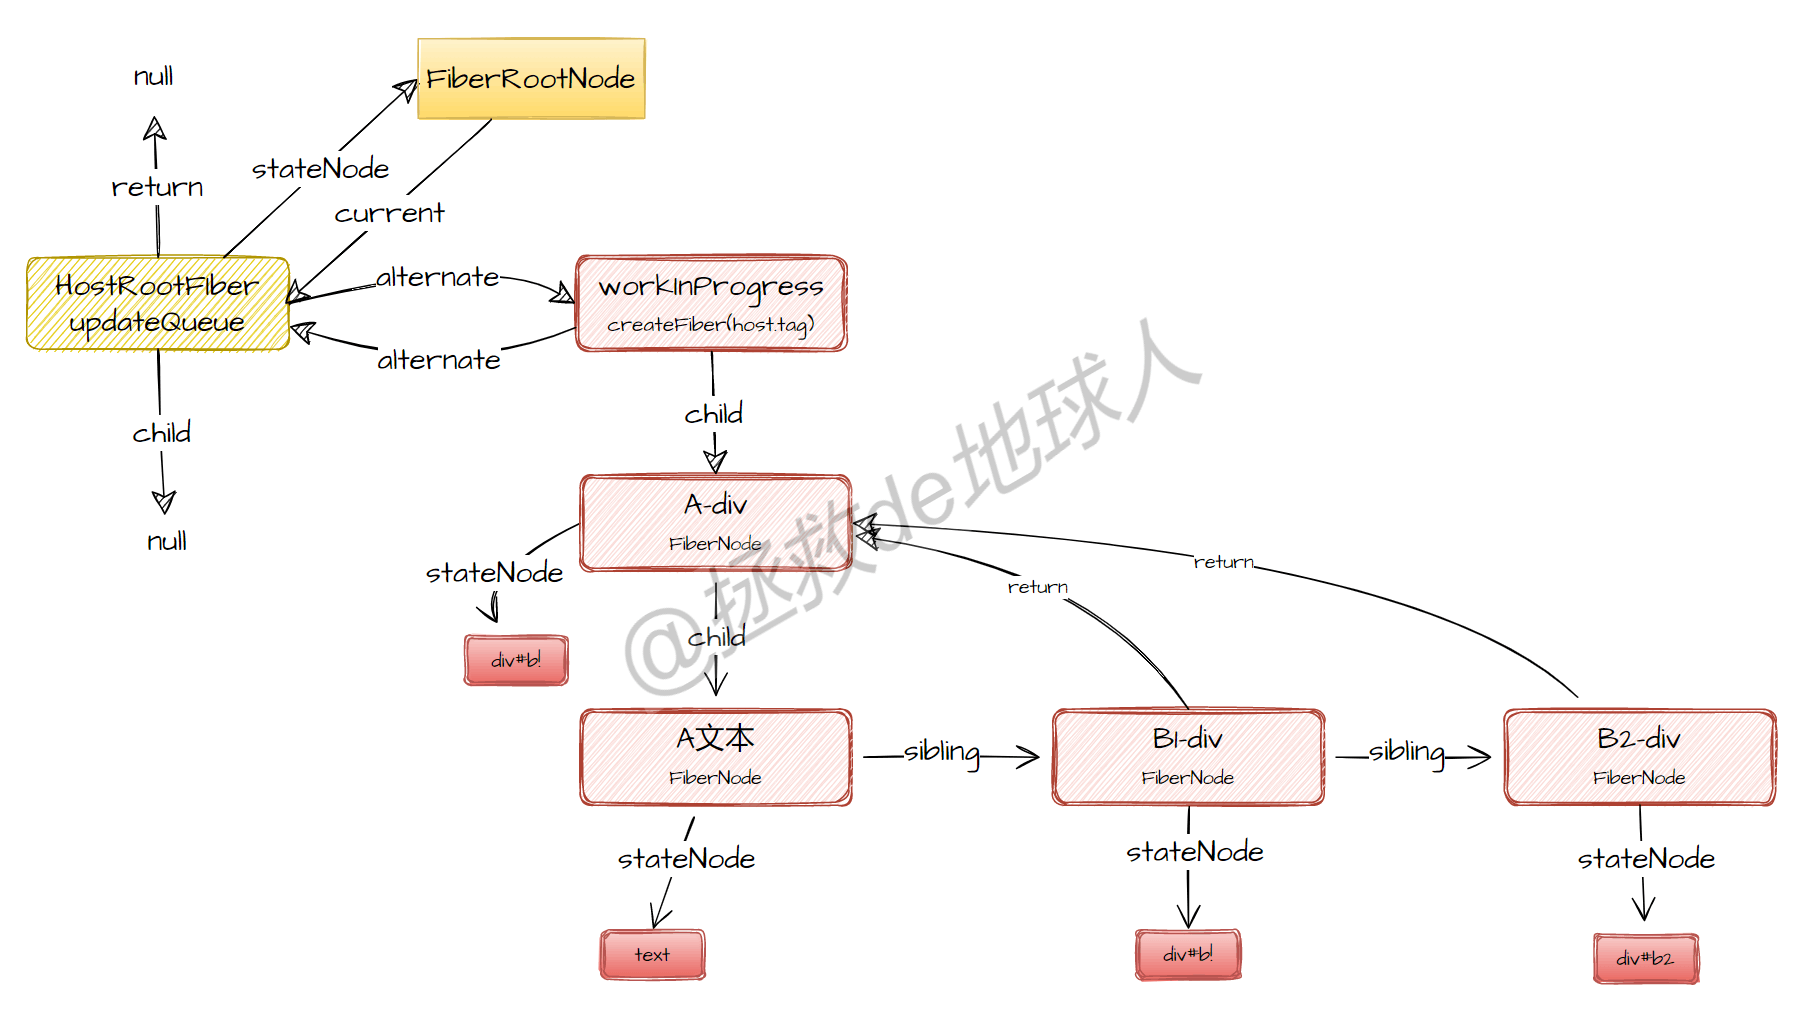 null
FiberRootNode
stateNode
return
current
HostRootFiber
updateQueue
alternate
workInProgress
createFiber(host.tag)
alternate
child
child
null
A-div
FiberNode
return
stateNode
return
child
div#b!
A文本
FiberNode
sibling
B1-div
FiberNode
sibling
B2-div
FiberNode
stateNode
stateNode
stateNode
text
div#b!
div#b2
@拯救de地球人